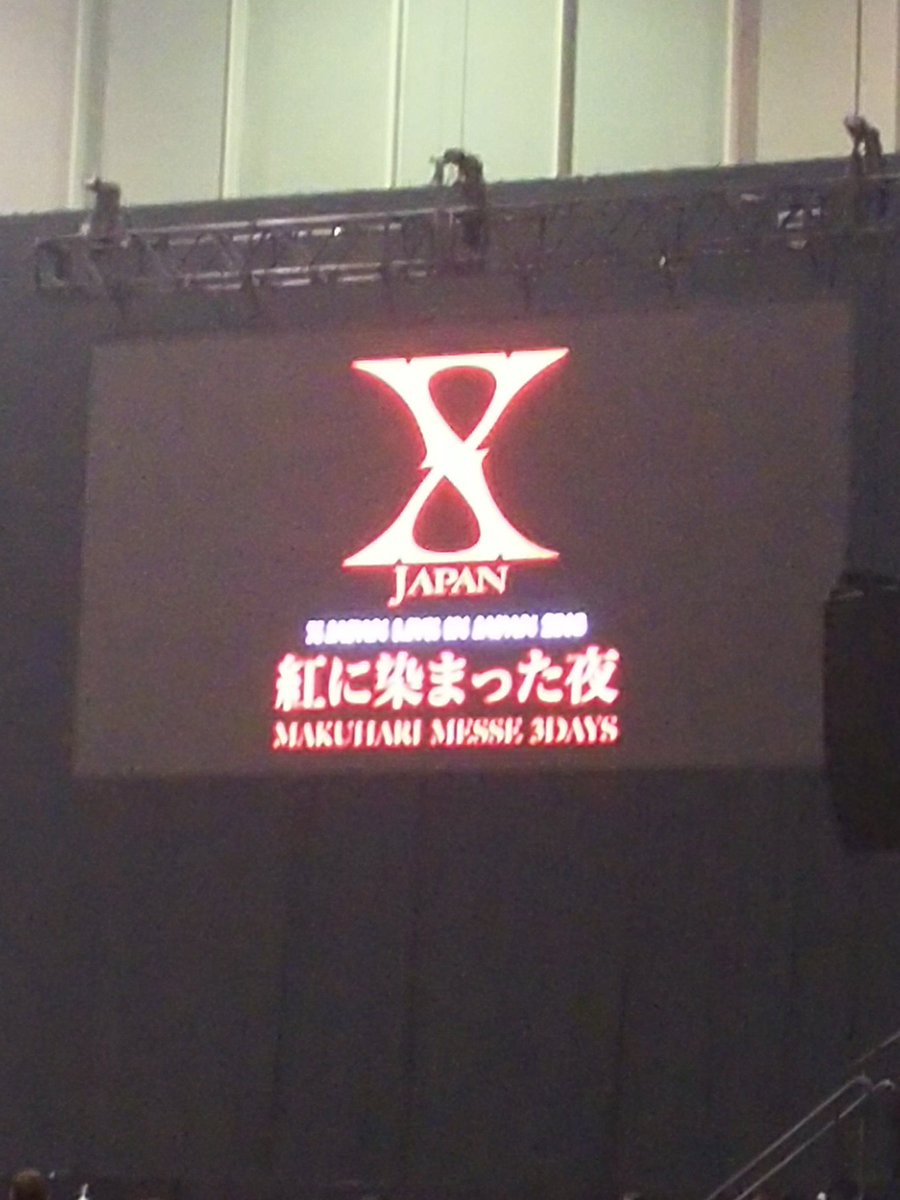 X
JAPAN
X JAPAN LIVE IN JAPAN 2018
紅に染まった夜
MAKUHARI MESSE 3DAYS